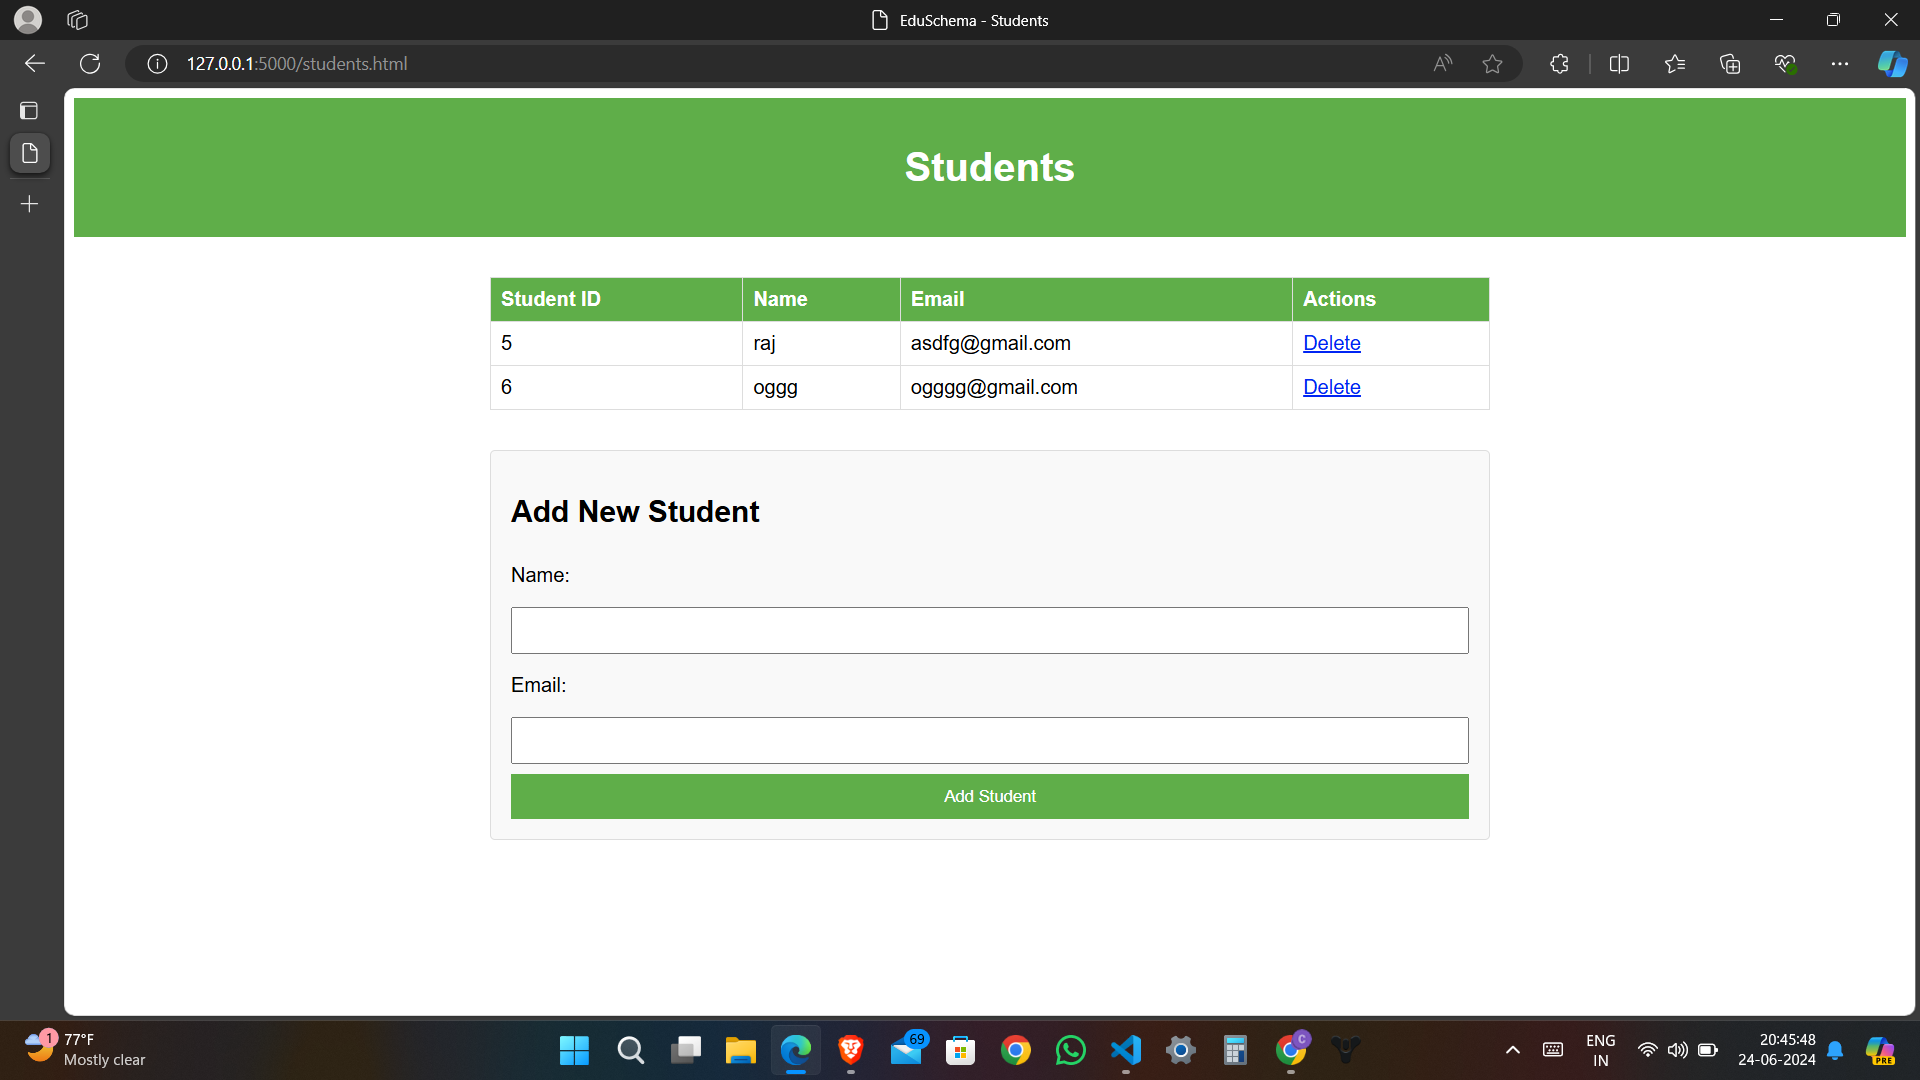 EduSchema - Students
127.0.0.1:5000/students.html
Students
Student ID Name Email Actions
5 raj asdfg@gmail.com Delete
6 oggg ogggg@gmail.com Delete
Add New Student
Name:
Email:
Add Student
1
77°F
Mostly clear
69
C
ENG
IN
20:45:48
24-06-2024
PRE